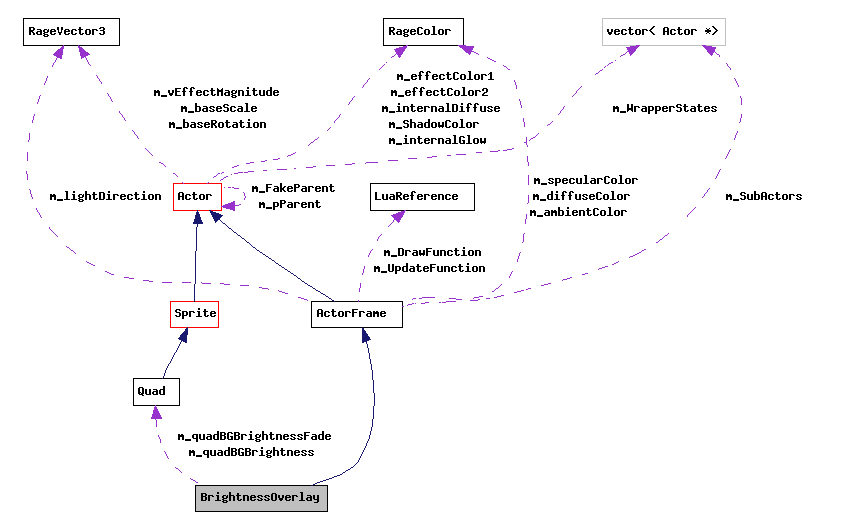 RageVector3
RageColor
vector< Actor *>
m_vEffectMagnitude
m_baseScale
m_baseRotation
m_effectColor1
m_effectColor2
m_internalDiffuse
m_ShadowColor
m_internalGlow
m_WrapperStates
m_lightDirection
Actor
m_FakeParent
m_pParent
LuaReference
m_specularColor
m_diffuseColor
m_ambientColor
m_SubActors
m_DrawFunction
m_UpdateFunction
Sprite
ActorFrame
Quad
m_quadBGBrightnessFade
m_quadBGBrightness
BrightnessOverlay